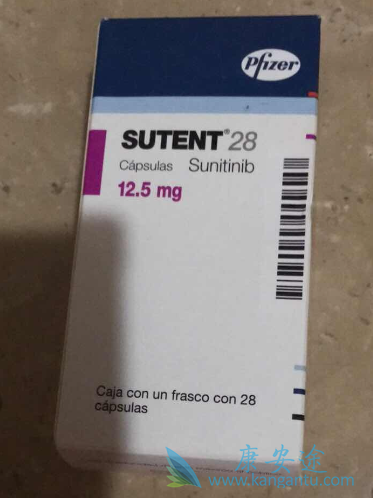 Pfizer
SUTENT® 28
Cápsulas Sunitinib
12.5 mg
Caja con un frasco con 28
cápsulas
康安途
www.kangantu.com